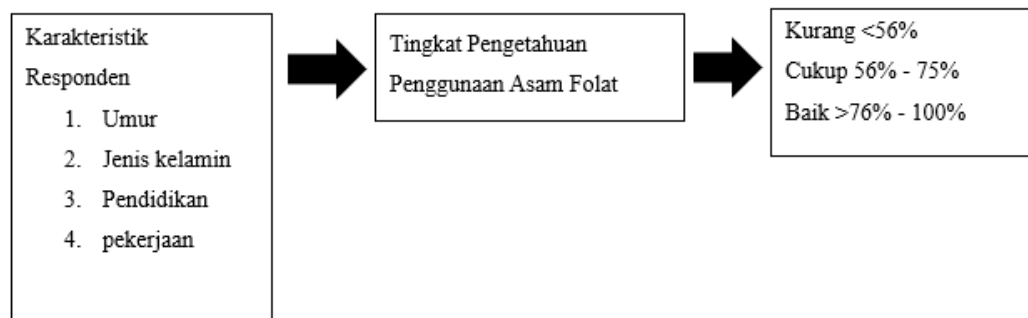 Karakteristik
Responden
1. Umur
2. Jenis kelamin
3. Pendidikan
4. pekerjaan
Tingkat Pengetahuan
Penggunaan Asam Folat
Kurang <56%
Cukup 56% - 75%
Baik >76% - 100%